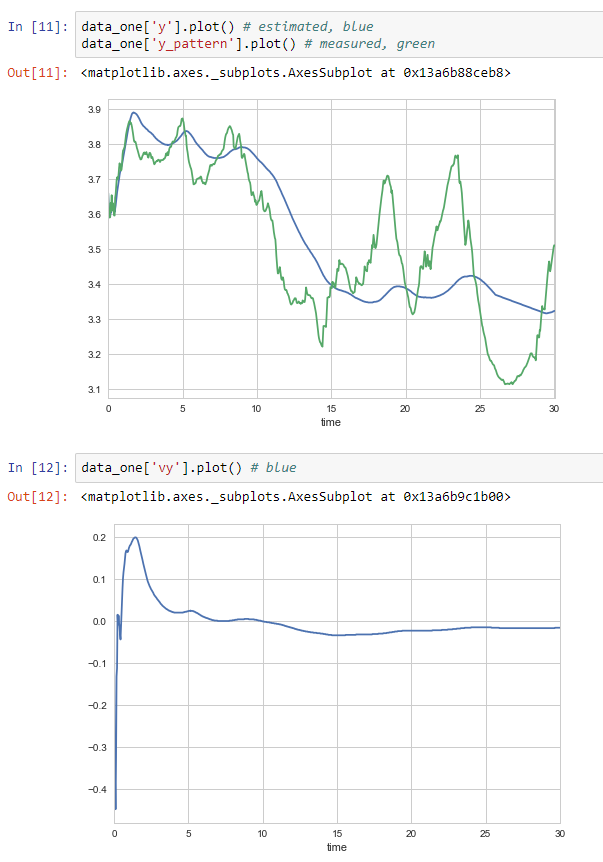 In [11]: data_one['y'].plot() # estimated, blue
data_one['y_pattern'].plot() # measured, green
Out[11]: <matplotlib.axes._subplots.AxesSubplot at 0x13a6b88ceb8>
3.9
3.8
3.7
3.6
3.5
3.4
3.3
3.2
3.1
0 5 10 15 20 25 30
time
In [12]: data_one['vy'].plot() # blue
Out[12]: <matplotlib.axes._subplots.AxesSubplot at 0x13a6b9c1b00>
0.2
0.1
0.0
−0.1
−0.2
−0.3
−0.4
0 5 10 15 20 25 30
time